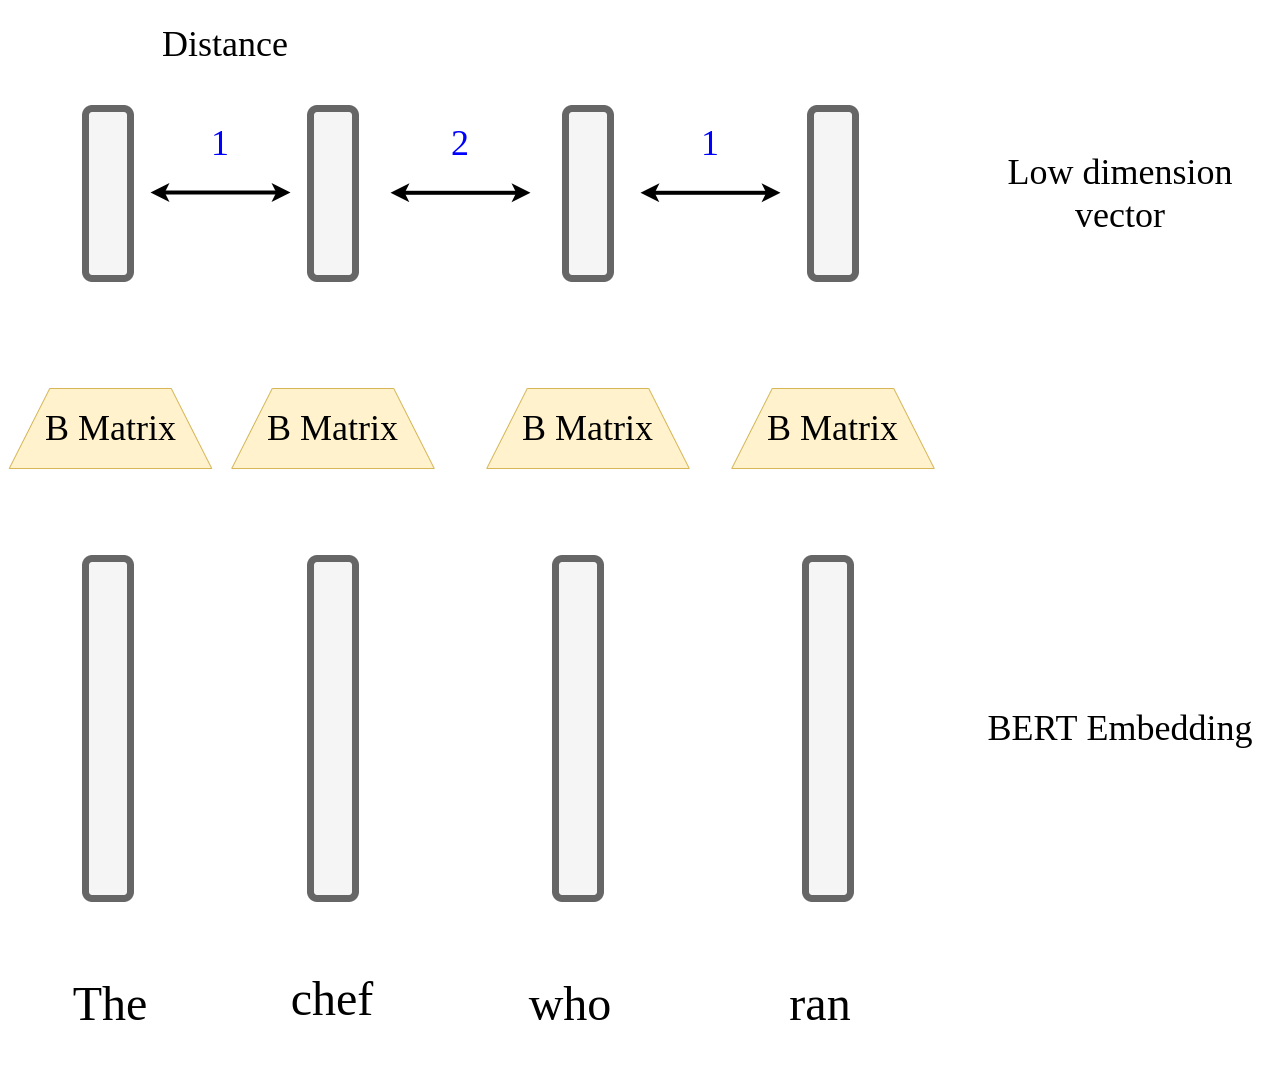 Distance
1
2
1
Low dimension
vector
B Matrix
B Matrix
B Matrix
B Matrix
BERT Embedding
The
chef
who
ran